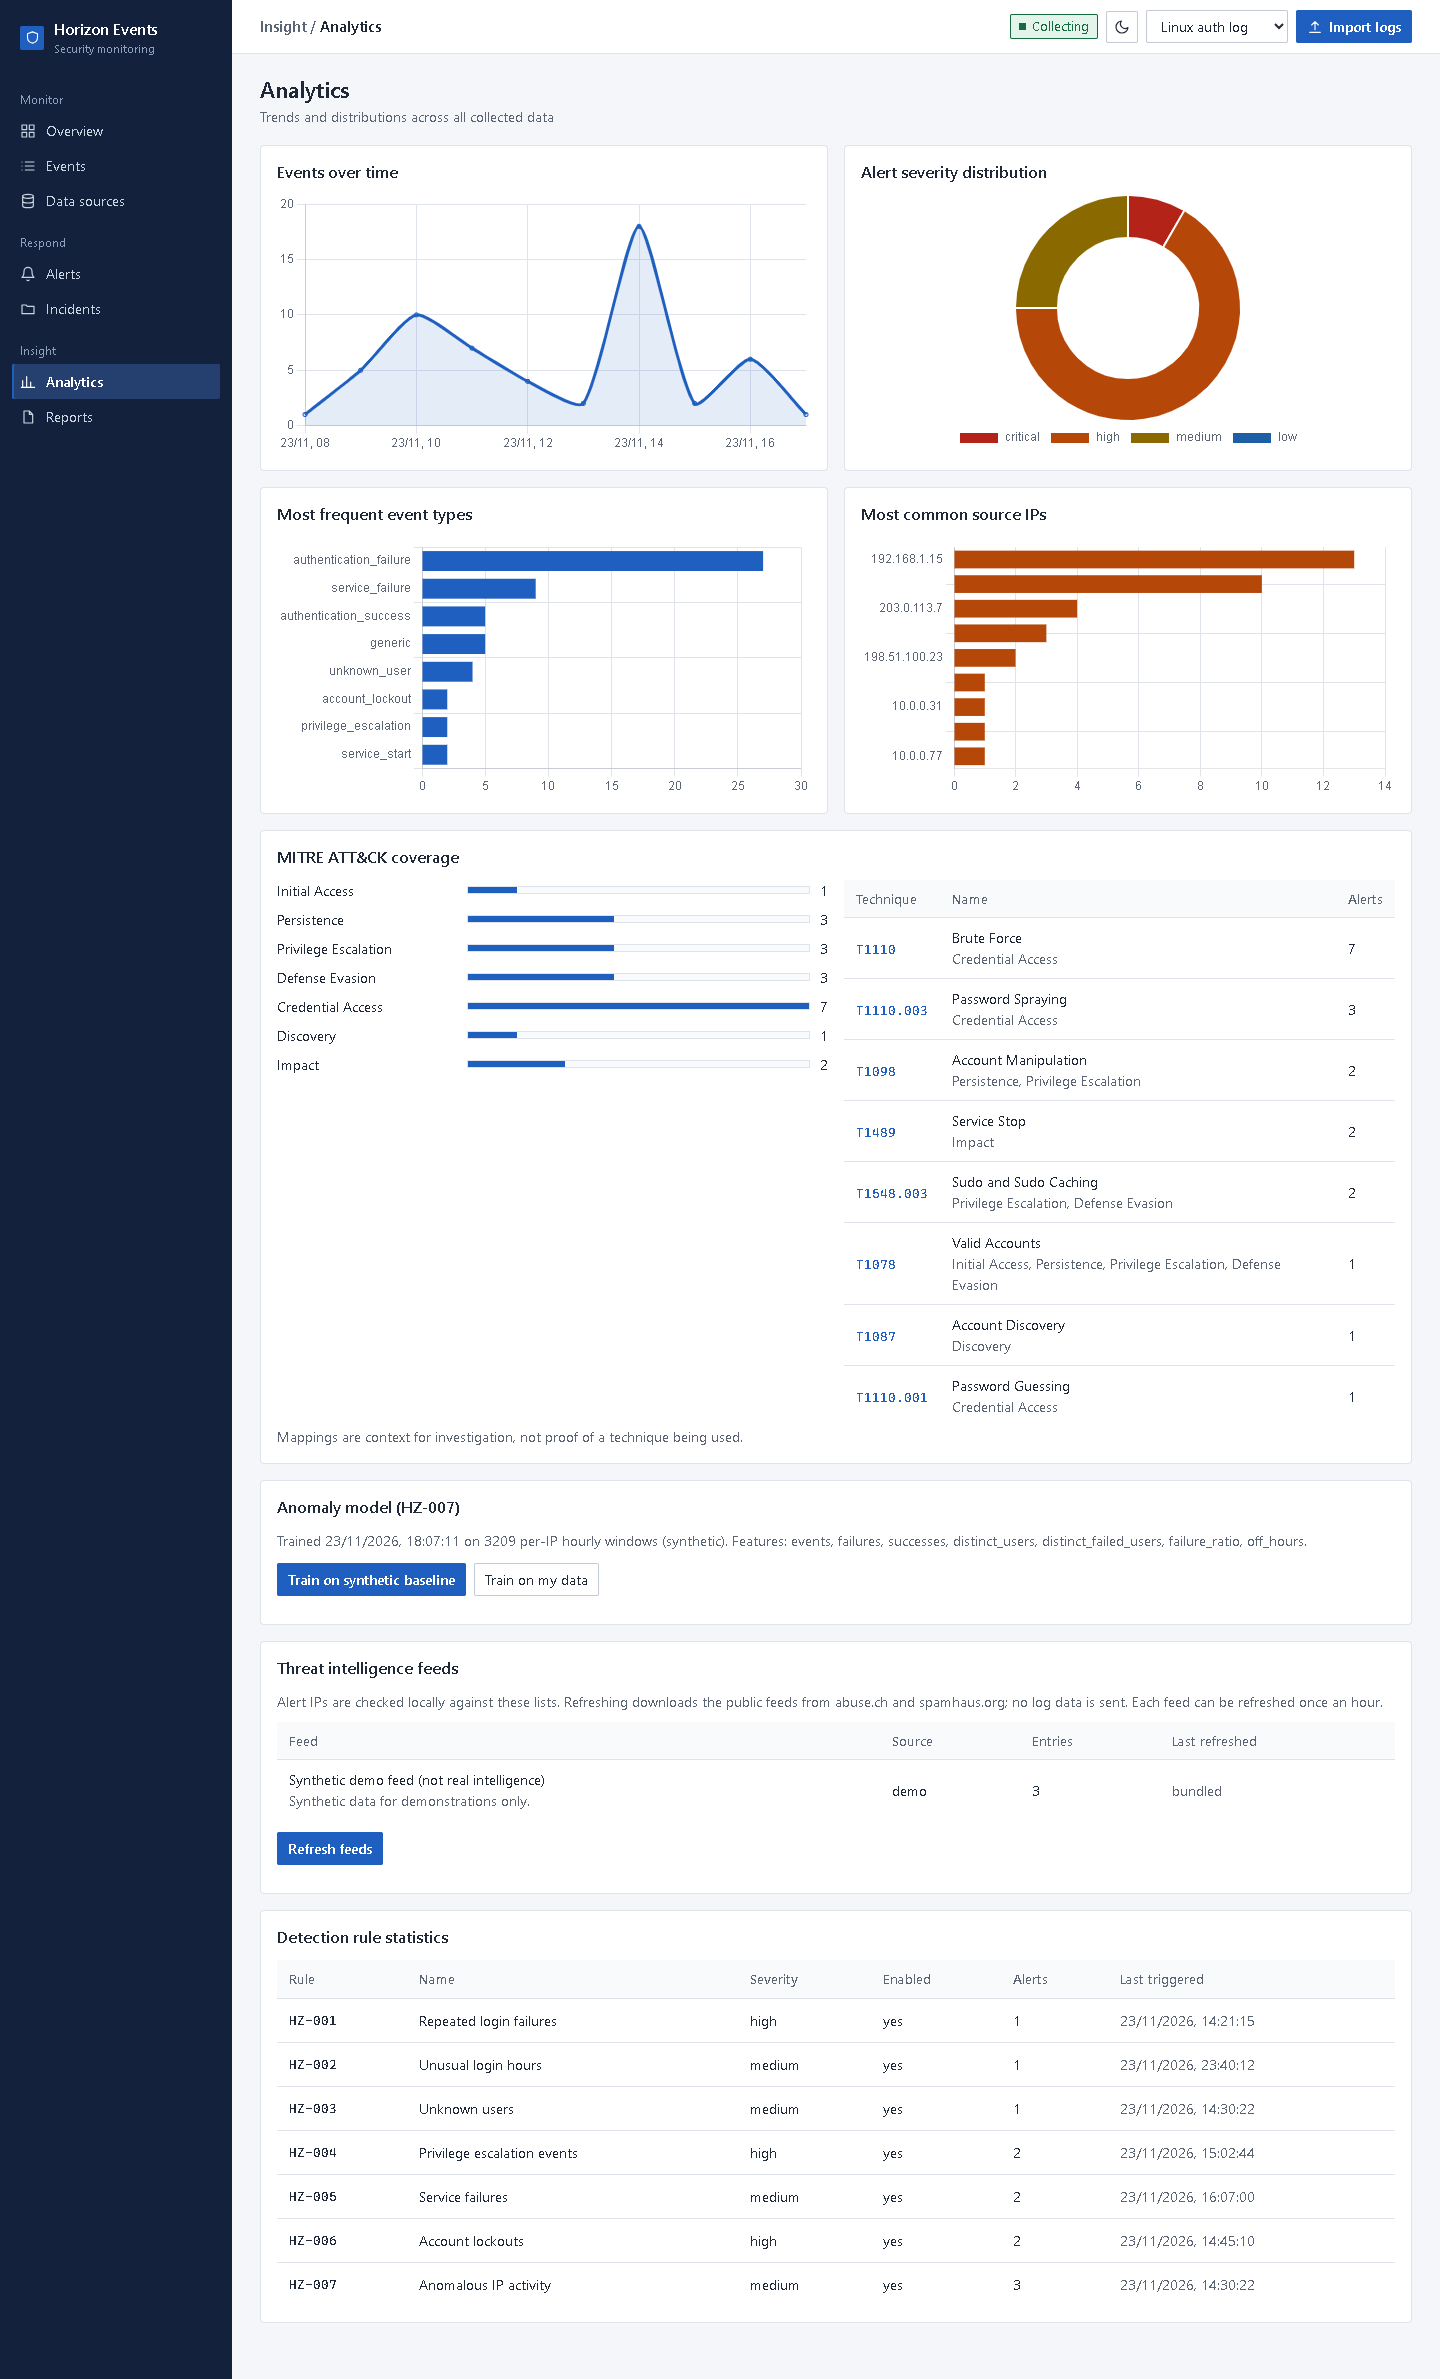 Horizon Events
Security monitoring
Monitor
Overview
Events
Data sources
Respond
Alerts
Incidents
Insight
Analytics
Reports
Insight / Analytics
Collecting
Linux auth log
Import logs
Analytics
Trends and distributions across all collected data
Events over time
20
15
10
5
0
23/11, 08
23/11, 10
23/11, 12
23/11, 14
23/11, 16
Alert severity distribution
critical
high
medium
low
Most frequent event types
authentication_failure
service_failure
authentication_success
generic
unknown_user
account_lockout
privilege_escalation
service_start
0 5 10 15 20 25 30
Most common source IPs
192.168.1.15
203.0.113.7
198.51.100.23
10.0.0.31
10.0.0.77
0 2 4 6 8 10 12 14
MITRE ATT&CK coverage
Initial Access 1
Persistence 3
Privilege Escalation 3
Defense Evasion 3
Credential Access 7
Discovery 1
Impact 2
Technique Name Alerts
T1110 Brute Force 7
Credential Access
T1110.003 Password Spraying 3
Credential Access
T1098 Account Manipulation 2
Persistence, Privilege Escalation
T1489 Service Stop 2
Impact
T1548.003 Sudo and Sudo Caching 2
Privilege Escalation, Defense Evasion
T1078 Valid Accounts 1
Initial Access, Persistence, Privilege Escalation, Defense
Evasion
T1087 Account Discovery 1
Discovery
T1110.001 Password Guessing 1
Credential Access
Mappings are context for investigation, not proof of a technique being used.
Anomaly model (HZ-007)
Trained 23/11/2026, 18:07:11 on 3209 per-IP hourly windows (synthetic). Features: events, failures, successes, distinct_users, distinct_failed_users, failure_ratio, off_hours.
Train on synthetic baseline
Train on my data
Threat intelligence feeds
Alert IPs are checked locally against these lists. Refreshing downloads the public feeds from abuse.ch and spamhaus.org; no log data is sent. Each feed can be refreshed once an hour.
Feed Source Entries Last refreshed
Synthetic demo feed (not real intelligence) demo 3 bundled
Synthetic data for demonstrations only.
Refresh feeds
Detection rule statistics
Rule Name Severity Enabled Alerts Last triggered
HZ-001 Repeated login failures high yes 1 23/11/2026, 14:21:15
HZ-002 Unusual login hours medium yes 1 23/11/2026, 23:40:12
HZ-003 Unknown users medium yes 1 23/11/2026, 14:30:22
HZ-004 Privilege escalation events high yes 2 23/11/2026, 15:02:44
HZ-005 Service failures medium yes 2 23/11/2026, 16:07:00
HZ-006 Account lockouts high yes 2 23/11/2026, 14:45:10
HZ-007 Anomalous IP activity medium yes 3 23/11/2026, 14:30:22